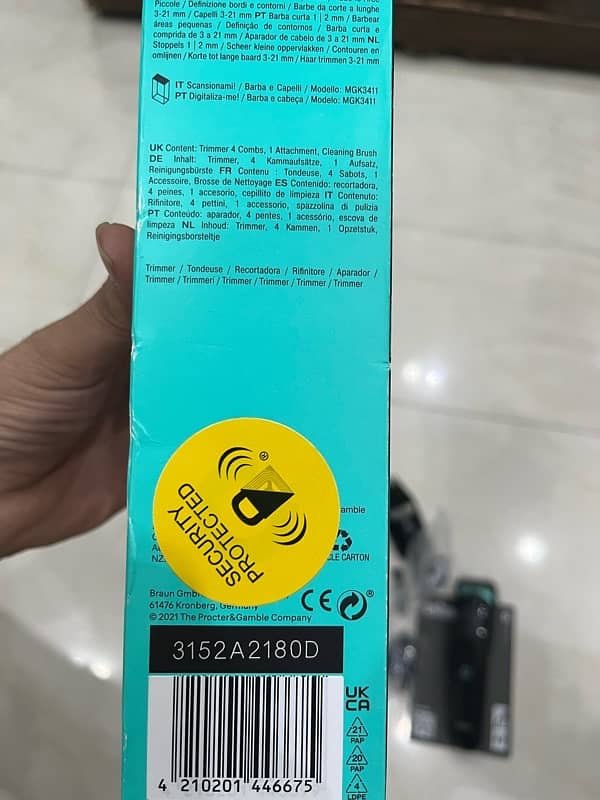 Piccole / Definizione bordi e contorni / Barbe da corte a lunghe
3-21 mm / Capelli 3-21 mm PT Barba curta 1 | 2 mm / Barbear
áreas pequenas / Definição de contornos / Barba curta e
comprida de 3 a 21 mm / Aparador de cabelo de 3 a 21 mm NL
Stoppels 1 | 2 mm / Scheer kleine oppervlakken / Contouren en
omlijnen / Korte tot lange baard 3-21 mm / Haar trimmen 3-21 mm
IT Scansionami! / Barba e Capelli / Modello: MGK3411
PT Digitaliza-me! / Barba e cabeça / Modelo: MGK3411
UK Content: Trimmer 4 Combs, 1 Attachment, Cleaning Brush
DE Inhalt: Trimmer, 4 Kammaufsätze, 1 Aufsatz,
Reinigungsbürste FR Contenu : Tondeuse, 4 Sabots, 1
Accessoire, Brosse de Nettoyage ES Contenido: recortadora,
4 peines, 1 accesorio, cepillito de limpieza IT Contenuto:
Rifinitore, 4 pettini, 1 accessorio, spazzolina di pulizia
PT Conteúdo: aparador, 4 pentes, 1 acessório, escova de
limpeza NL Inhoud: Trimmer, 4 Kammen, 1 Opzetstuk,
Reinigingsborsteltje
Trimmer / Tondeuse / Recortadora / Rifinitore / Aparador /
Trimmer / Trimmeri / Trimmer / Trimmer / Trimmer / Trimmer
SECURITY
PROTECTED
®
CARTON
NZ
Braun
61476 Kronberg, Germany
CE
®
© 2021 The Procter&Gamble Company
3152A2180D
UK
CA
21
PAP
20
PAP
4
LDPE
4 210201 446675